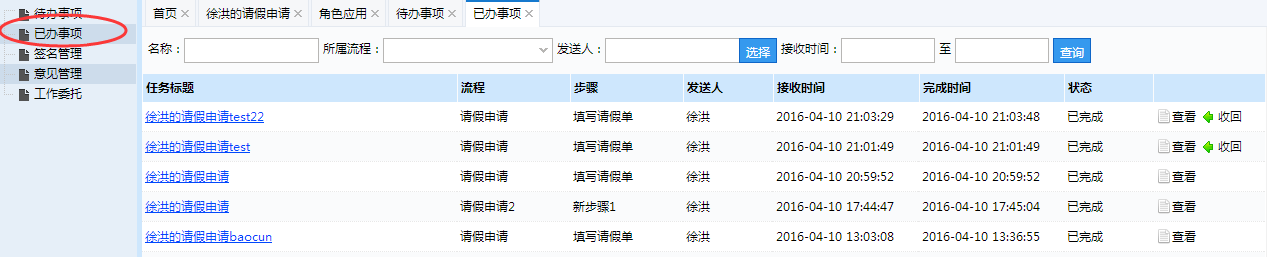 待办事项
已办事项
签名管理
意见管理
工作委托
首页 徐洪的请假申请 角色应用 待办事项 已办事项
名称: 所属流程: 发送人: 选择 接收时间: 至 查询
任务标题 流程 步骤 发送人 接收时间 完成时间 状态
徐洪的请假申请test22 请假申请 填写请假单 徐洪 2016-04-10 21:03:29 2016-04-10 21:03:48 已完成 查看 收回
徐洪的请假申请test 请假申请 填写请假单 徐洪 2016-04-10 21:01:49 2016-04-10 21:01:49 已完成 查看 收回
徐洪的请假申请 请假申请 填写请假单 徐洪 2016-04-10 20:59:52 2016-04-10 20:59:52 已完成 查看
徐洪的请假申请 请假申请2 新步骤1 徐洪 2016-04-10 17:44:47 2016-04-10 17:45:04 已完成 查看
徐洪的请假申请baocun 请假申请 填写请假单 徐洪 2016-04-10 13:03:08 2016-04-10 13:36:55 已完成 查看